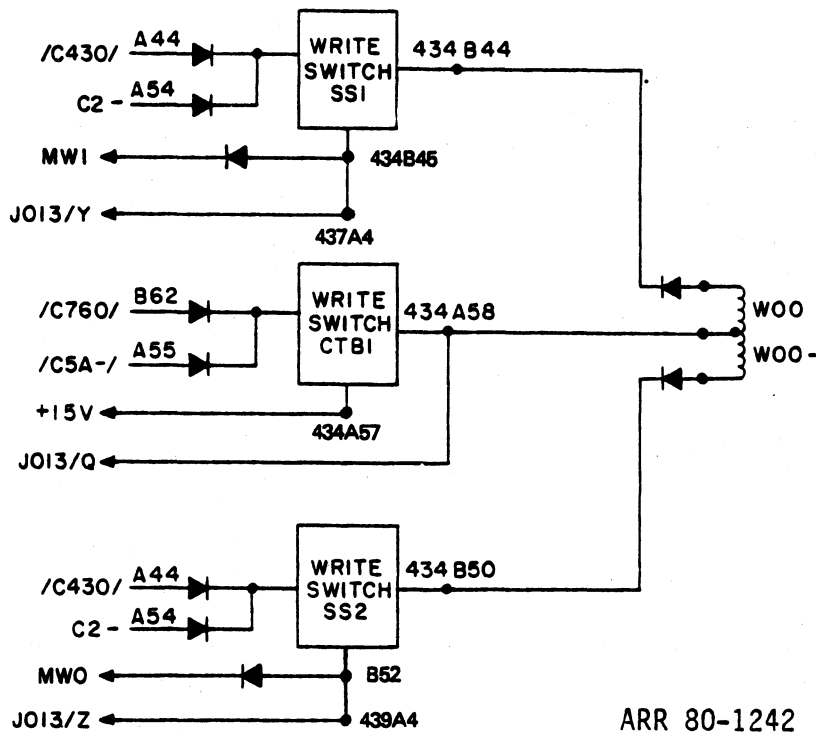 /C430/ A44
C2- A54
WRITE
SWITCH
SS1
434 B44
MW1
434B45
J013/Y
437A4
/C760/ B62
/C5A-/ A55
WRITE
SWITCH
CTB1
434 A58
W00
W00-
+15V
434A57
J013/Q
/C430/ A44
C2- A54
WRITE
SWITCH
SS2
434 B50
MW0
B52
J013/Z
439A4
ARR 80-1242